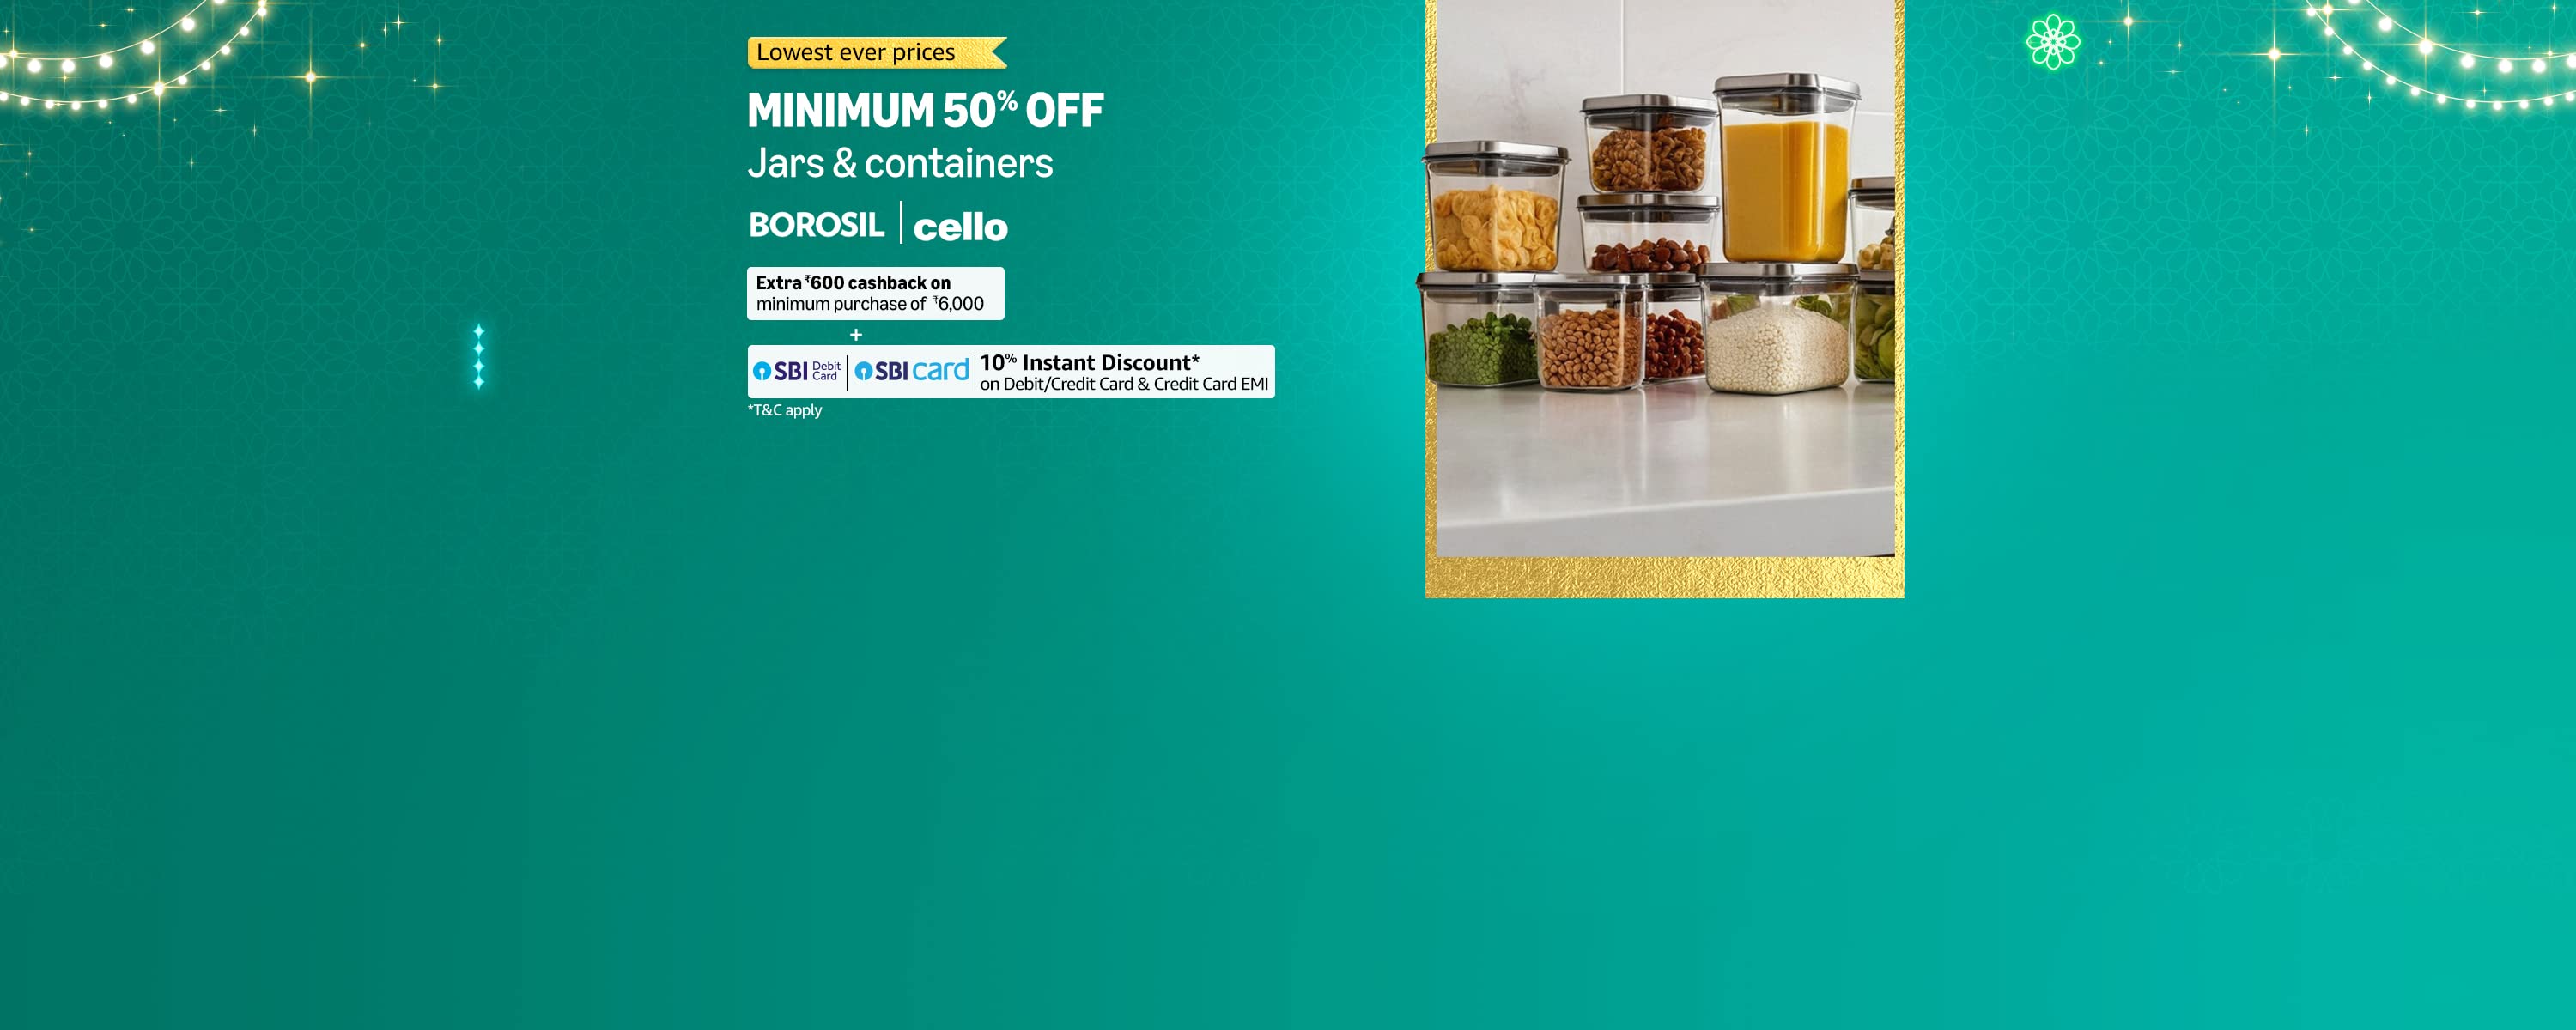 Lowest ever prices
MINIMUM 50% OFF
Jars & containers
BOROSIL | cello
Extra ₹600 cashback on
minimum purchase of ₹6,000
+
SBI Debit Card | SBI card | 10% Instant Discount*
on Debit/Credit Card & Credit Card EMI
*T&C apply